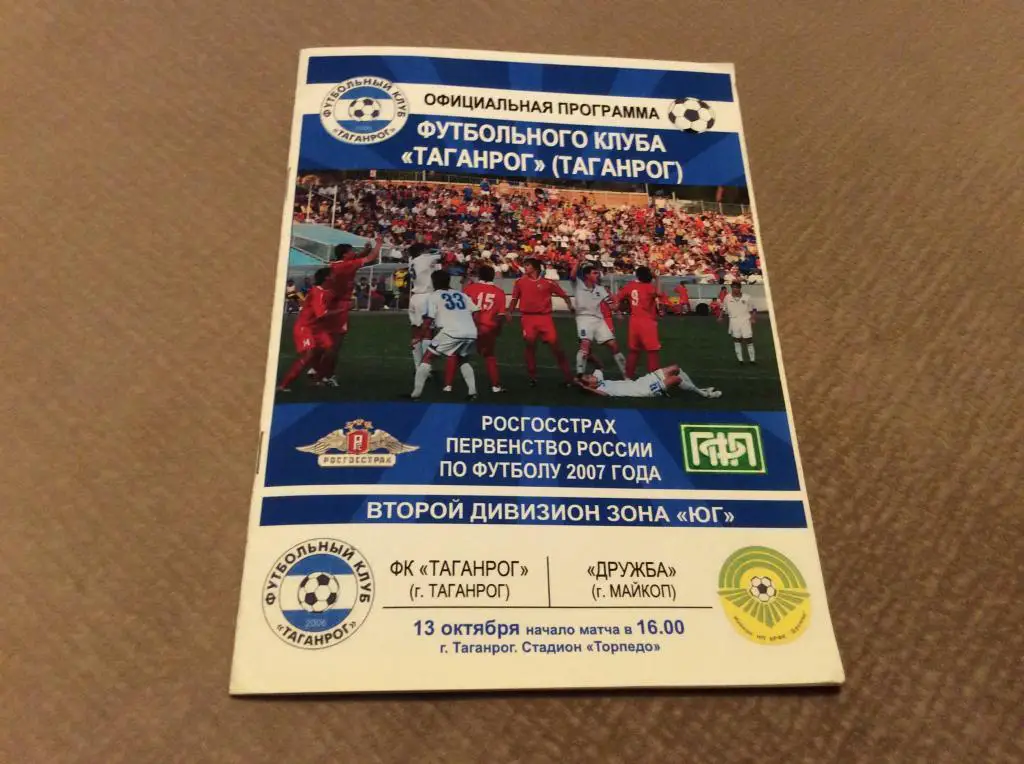 ФУТБОЛЬНЫЙ КЛУБ
2006
«ТАГАНРОГ»
ОФИЦИАЛЬНАЯ ПРОГРАММА
ФУТБОЛЬНОГО КЛУБА
«ТАГАНРОГ» (ТАГАНРОГ)
33
15
9
14
РОСГОССТРАХ
РОСГОССТРАХ
ПЕРВЕНСТВО РОССИИ
ПО ФУТБОЛУ 2007 ГОДА
ПФЛ
ВТОРОЙ ДИВИЗИОН ЗОНА «ЮГ»
ФУТБОЛЬНЫЙ КЛУБ
2006
«ТАГАНРОГ»
ФК «ТАГАНРОГ»
(г. ТАГАНРОГ)
«ДРУЖБА»
(г. МАЙКОП)
13 октября начало матча в 16.00
г. Таганрог. Стадион «Торпедо»